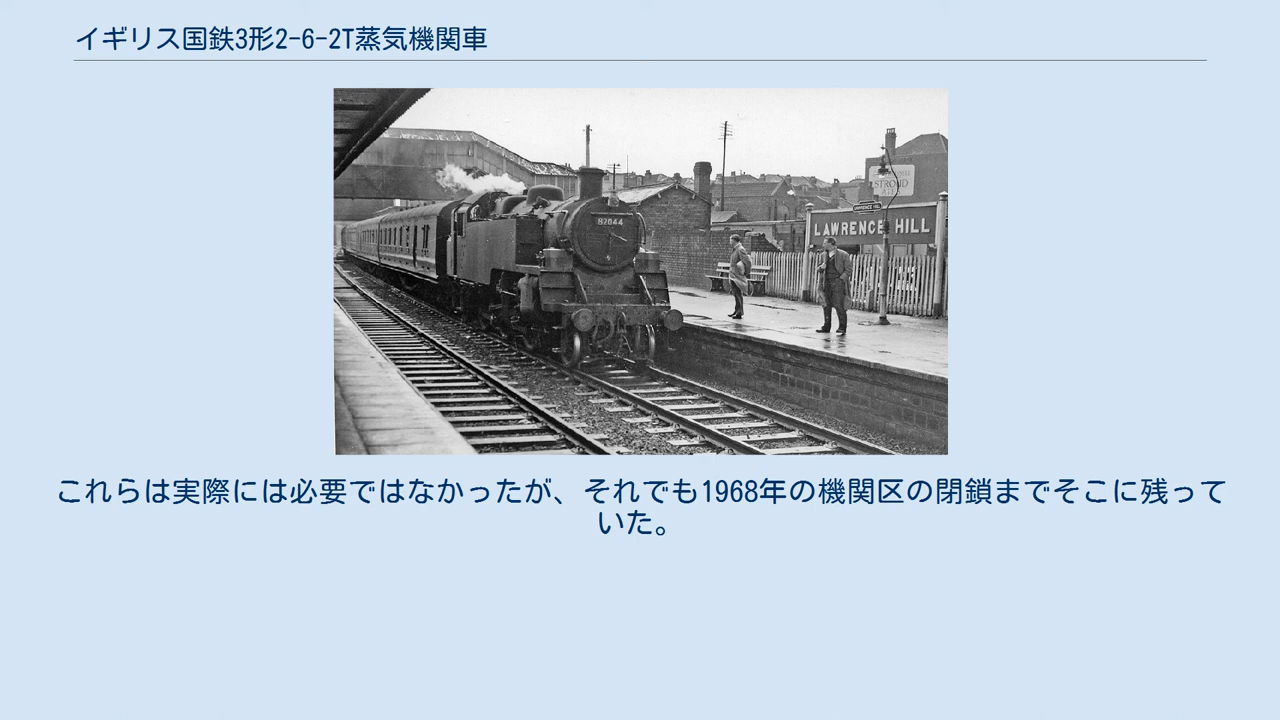 イギリス国鉄3形2-6-2T蒸気機関車
82044
STROUD
LAWRENCE HILL
LAWRENCE HILL
これらは実際には必要ではなかったが、それでも1968年の機関区の閉鎖までそこに残って
いた。